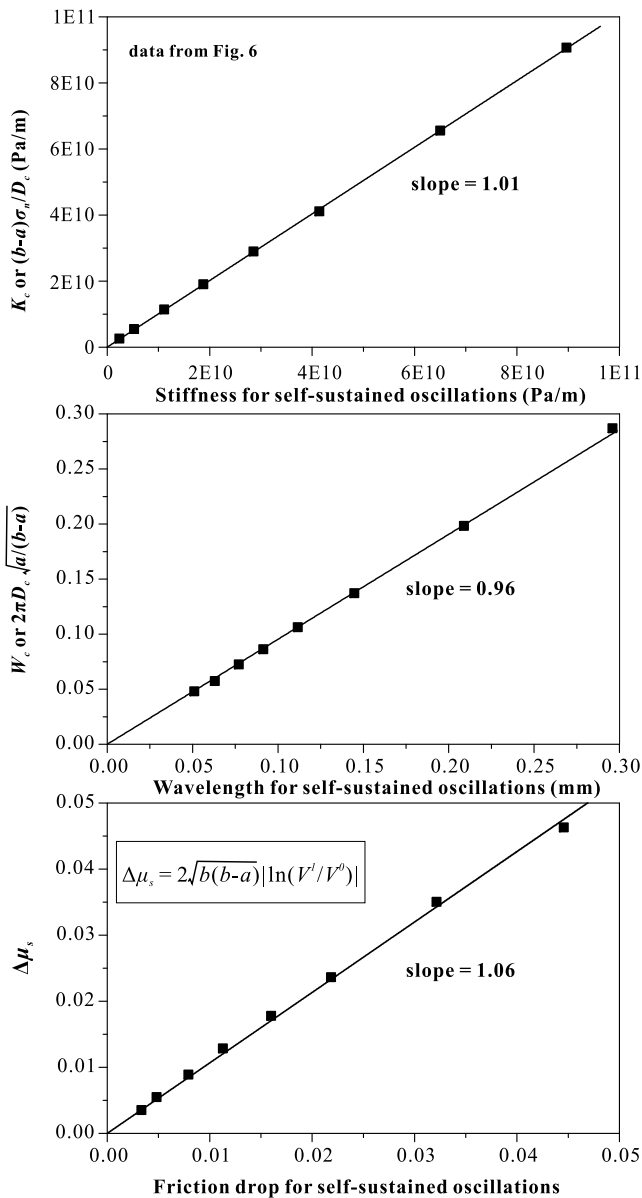 1E11
data from Fig. 6
8E10
6E10
slope = 1.01
4E10
2E10
0
K_c or (b-a)σ_n/D_c (Pa/m)
0 2E10 4E10 6E10 8E10 1E11
Stiffness for self-sustained oscillations (Pa/m)
0.30
0.25
0.20
0.15
slope = 0.96
0.10
0.05
0.00
W_c or 2πD_c √a/(b-a)
0.00 0.05 0.10 0.15 0.20 0.25 0.30
Wavelength for self-sustained oscillations (mm)
0.05
Δμ_s = 2√b(b-a)|ln(V^1/V^0)|
0.04
0.03
slope = 1.06
0.02
0.01
0.00
Δμ_s
0.00 0.01 0.02 0.03 0.04 0.05
Friction drop for self-sustained oscillations